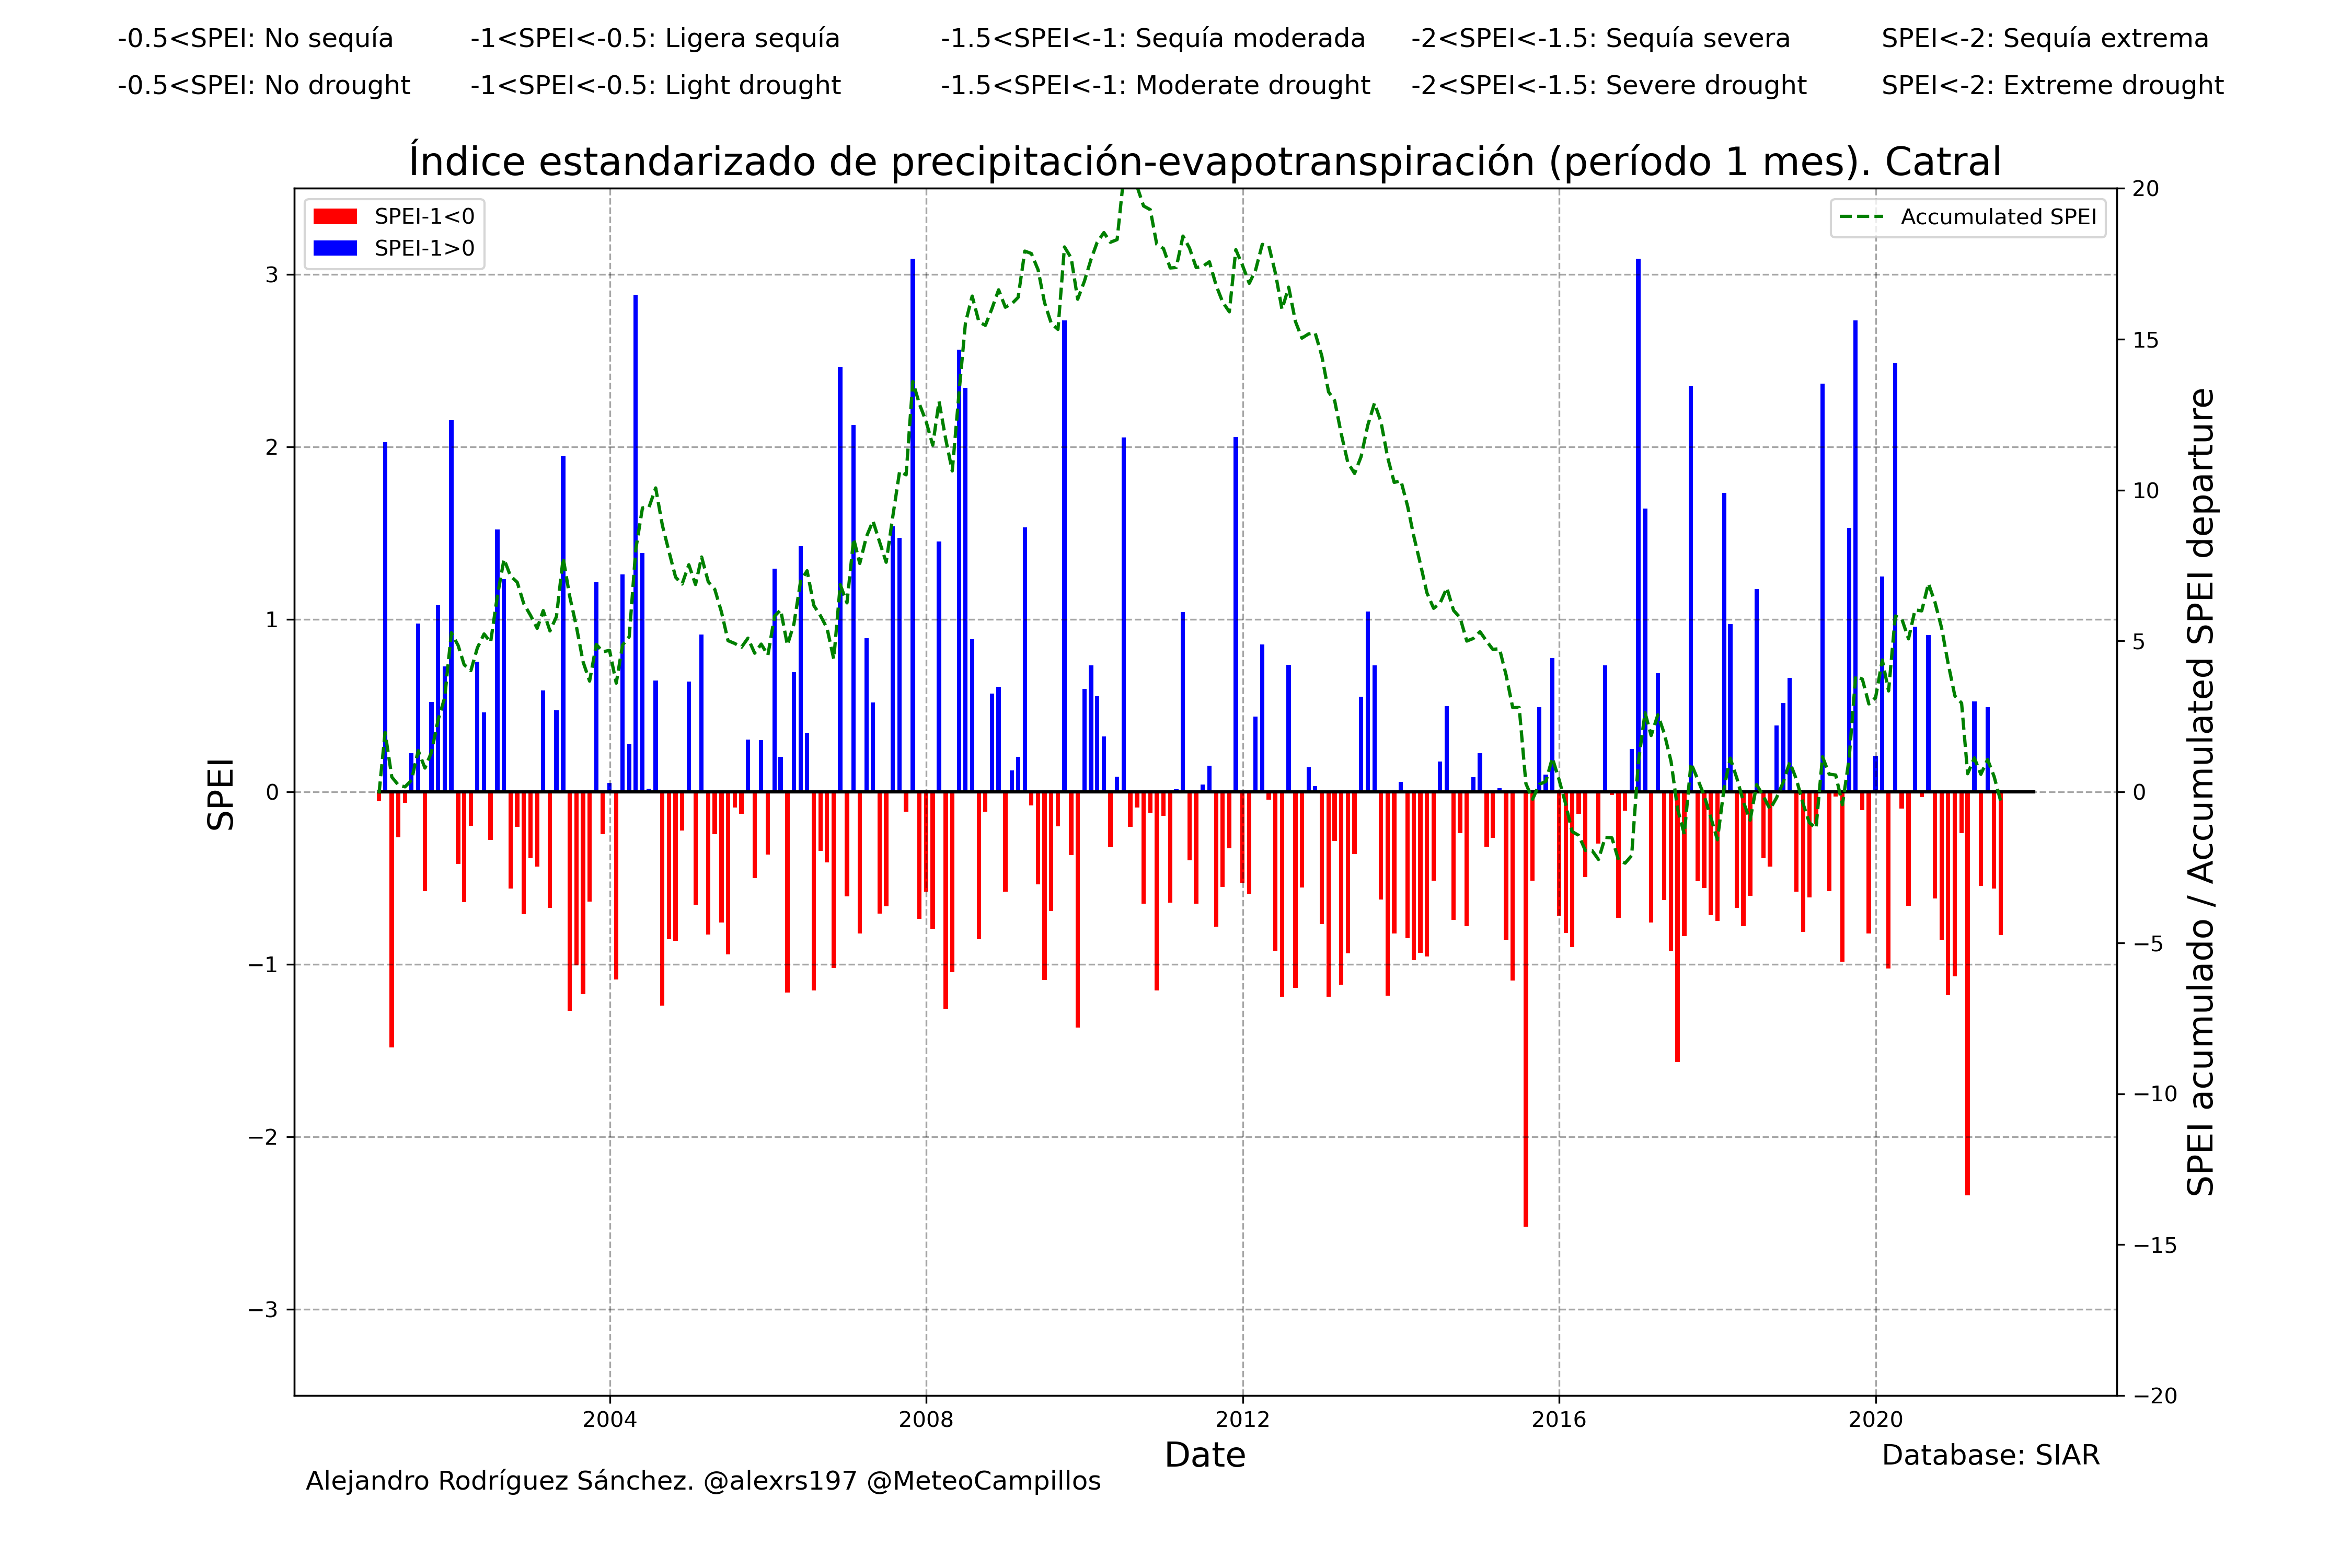 -0.5<SPEI: No sequía -1<SPEI<-0.5: Ligera sequía -1.5<SPEI<-1: Sequía moderada -2<SPEI<-1.5: Sequía severa SPEI<-2: Sequía extrema
-0.5<SPEI: No drought -1<SPEI<-0.5: Light drought -1.5<SPEI<-1: Moderate drought -2<SPEI<-1.5: Severe drought SPEI<-2: Extreme drought
Índice estandarizado de precipitación-evapotranspiración (período 1 mes). Catral
SPEI-1<0
SPEI-1>0
Accumulated SPEI
SPEI
3
2
1
0
−1
−2
−3
20
15
10
5
0
−5
−10
−15
−20
SPEI acumulado / Accumulated SPEI departure
2004 2008 2012 2016 2020
Date
Database: SIAR
Alejandro Rodríguez Sánchez. @alexrs197 @MeteoCampillos